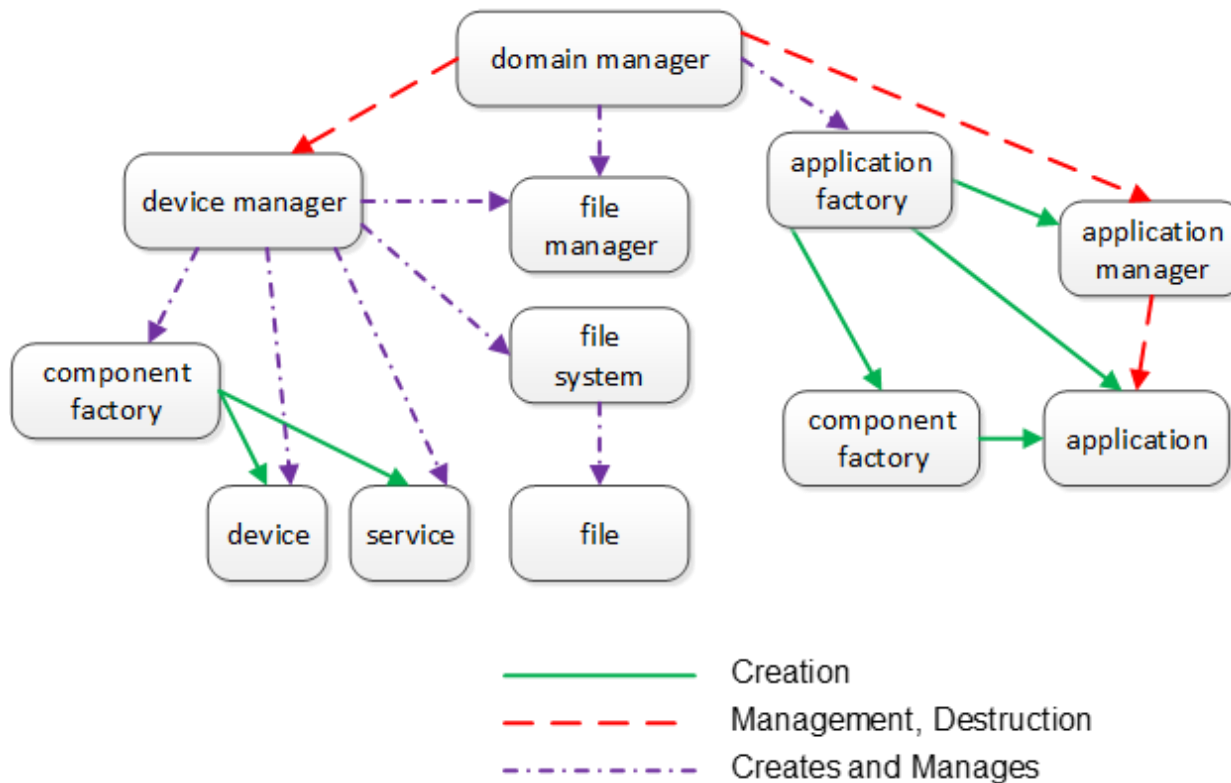 domain manager
application
factory
device manager
file
manager
application
manager
file
system
component
factory
component
factory
application
device
service
file
Creation
Management, Destruction
Creates and Manages